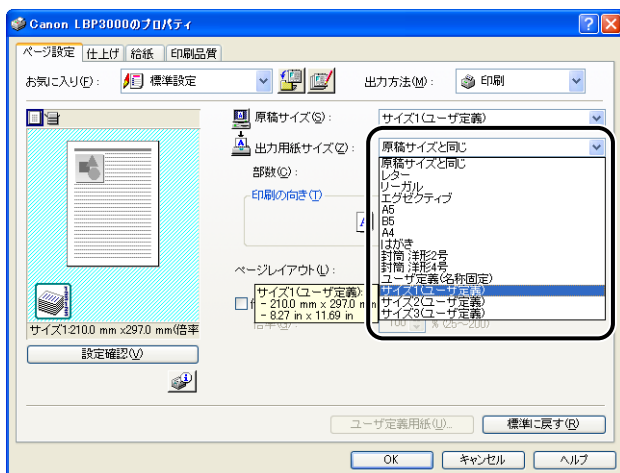 Canon LBP3000のプロパティ
ページ設定 仕上げ 給紙 印刷品質
お気に入り(F): 標準設定 出力方法(M): 印刷
原稿サイズ(S): サイズ1(ユーザ定義)
出力用紙サイズ(Z): 原稿サイズと同じ
部数(C):
原稿サイズと同じ
レター
リーガル
エグゼクティブ
A5
B5
A4
はがき
封筒 洋形2号
封筒 洋形4号
ユーザ定義(名称固定)
サイズ1(ユーザ定義)
サイズ2(ユーザ定義)
サイズ3(ユーザ定義)
印刷の向き(T)
A
ページレイアウト(L):
サイズ1(ユーザ定義):
- 210.0 mm x 297.0 mm
- 8.27 in x 11.69 in
100 % (25~200)
サイズ1:210.0 mm x297.0 mm(倍率
設定確認(V)
ユーザ定義用紙(U)... 標準に戻す(R)
OK キャンセル ヘルプ